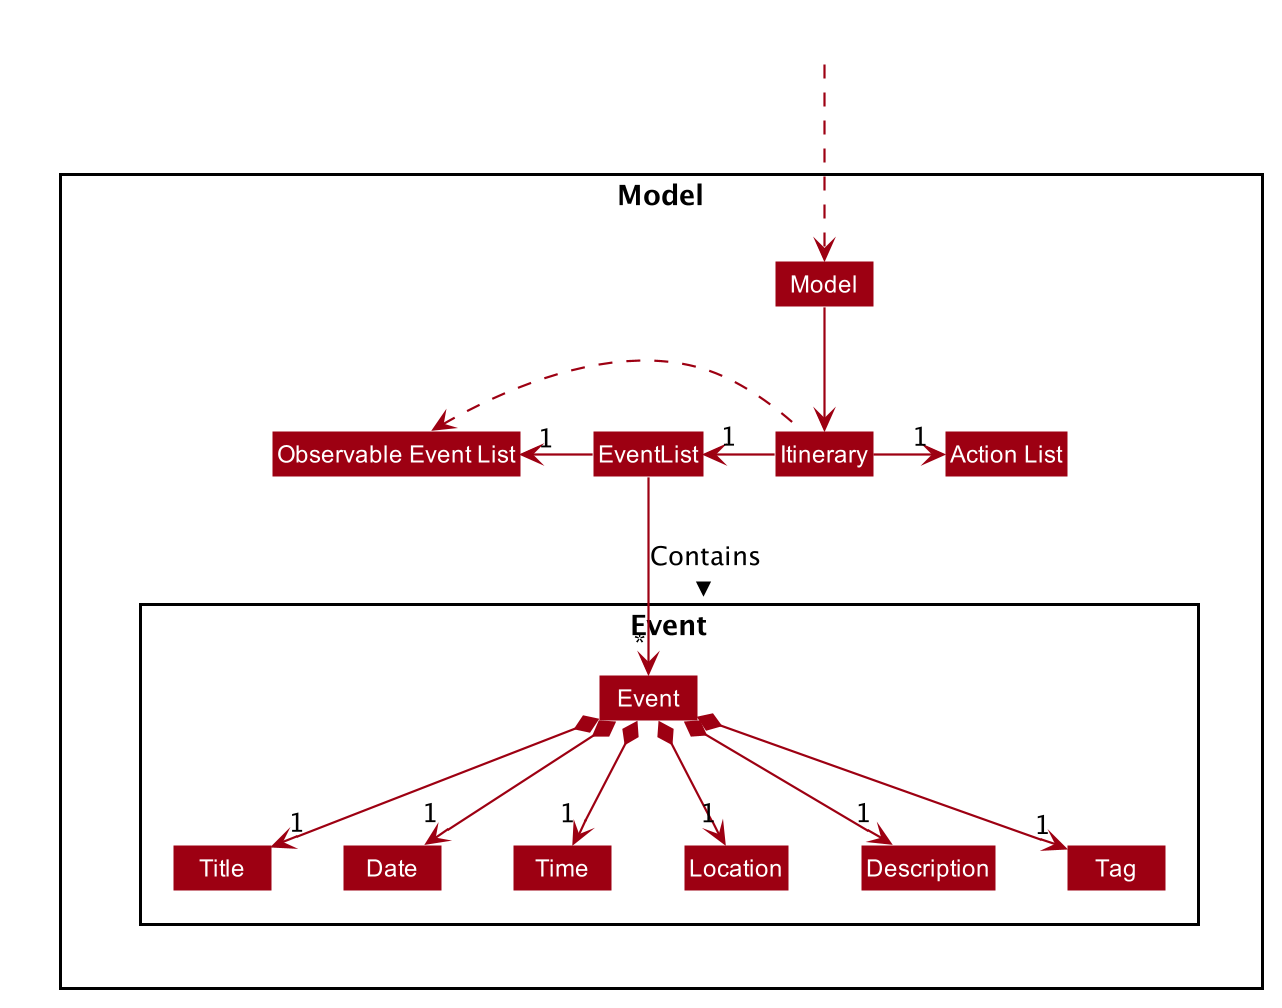 Model
Model
1
1
1
Observable Event List
EventList
Itinerary
Action List
Contains
▼
Event
*
Event
1
1
1
1
1
1
Title
Date
Time
Location
Description
Tag